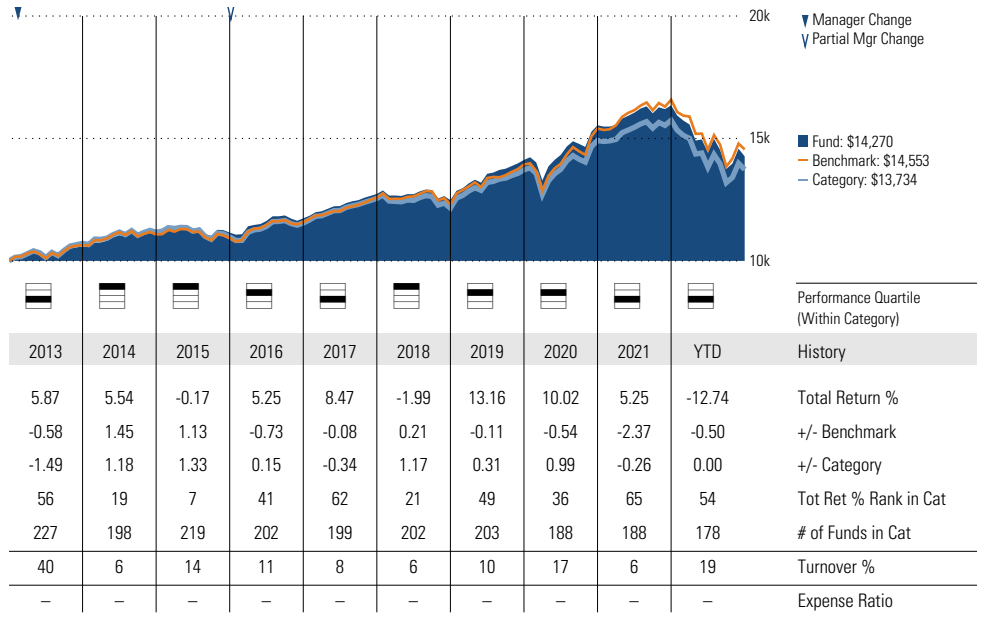 20k
▼ Manager Change
∨ Partial Mgr Change
15k
Fund: $14,270
Benchmark: $14,553
Category: $13,734
10k
Performance Quartile
(Within Category)
2013 2014 2015 2016 2017 2018 2019 2020 2021 YTD History
5.87 5.54 -0.17 5.25 8.47 -1.99 13.16 10.02 5.25 -12.74 Total Return %
-0.58 1.45 1.13 -0.73 -0.08 0.21 -0.11 -0.54 -2.37 -0.50 +/- Benchmark
-1.49 1.18 1.33 0.15 -0.34 1.17 0.31 0.99 -0.26 0.00 +/- Category
56 19 7 41 62 21 49 36 65 54 Tot Ret % Rank in Cat
227 198 219 202 199 202 203 188 188 178 # of Funds in Cat
40 6 14 11 8 6 10 17 6 19 Turnover %
– – – – – – – – – – Expense Ratio